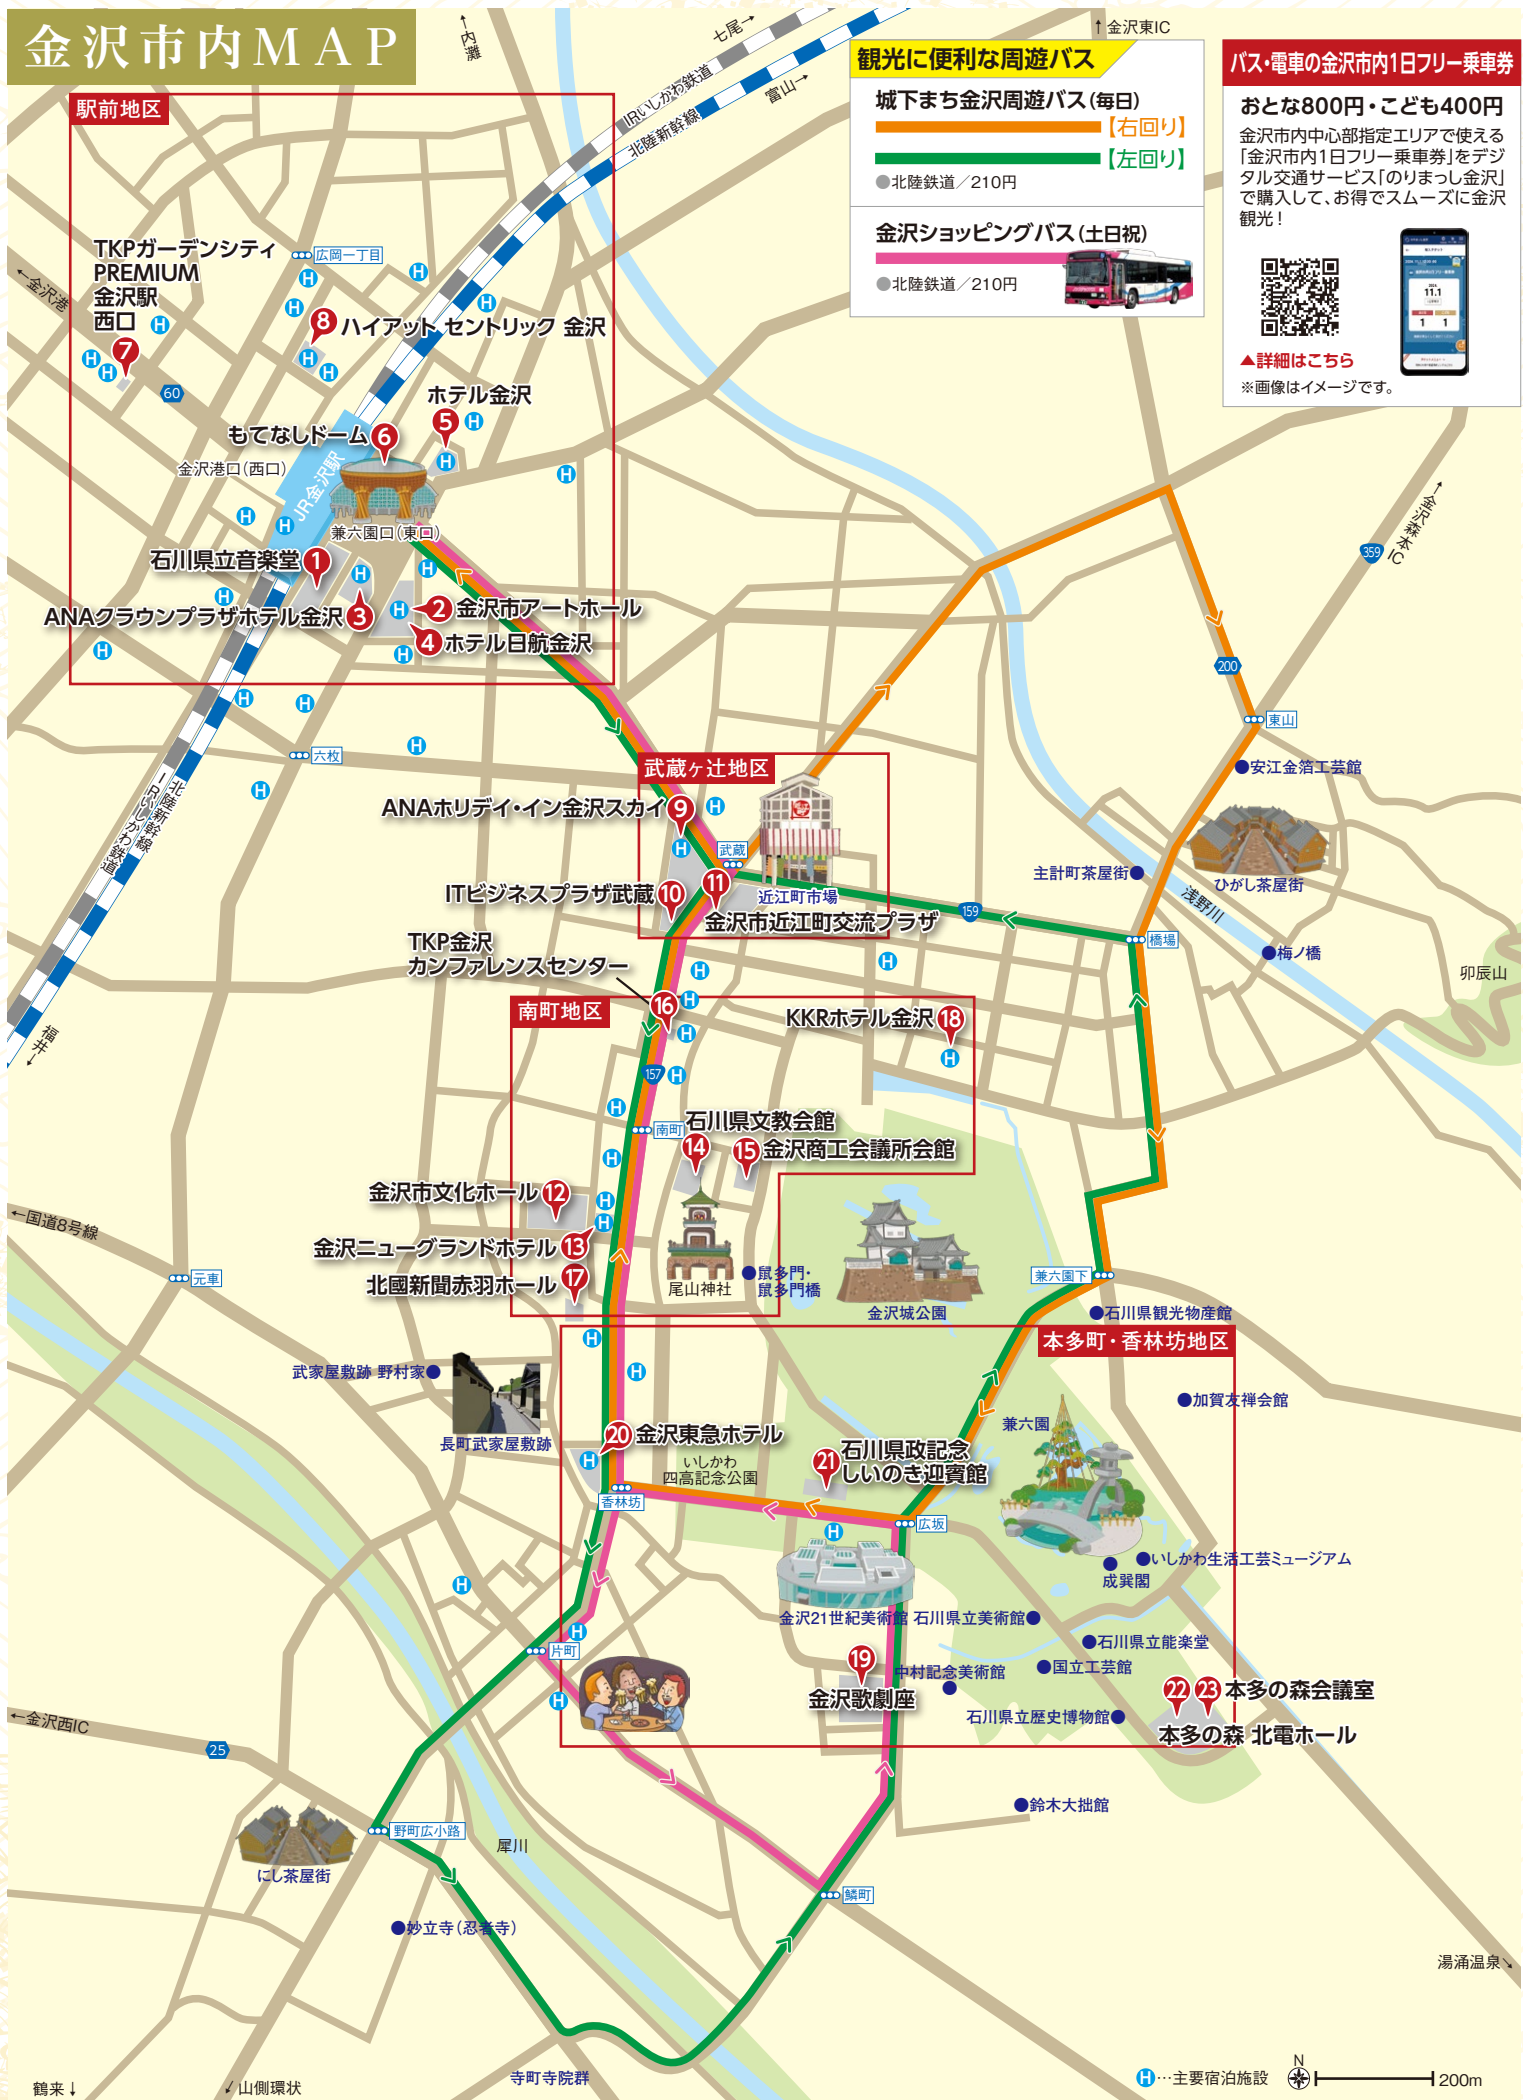 金沢市内MAP
↑内灘
七尾→
富山→
IRいしかわ鉄道
北陸新幹線
↑金沢東IC
観光に便利な周遊バス
城下まち金沢周遊バス(毎日)
【右回り】
【左回り】
●北陸鉄道／210円
金沢ショッピングバス(土日祝)
●北陸鉄道／210円
バス・電車の金沢市内1日フリー乗車券
おとな800円・こども400円
金沢市内中心部指定エリアで使える
「金沢市内1日フリー乗車券」をデジ
タル交通サービス「のりまっし金沢」
で購入して、お得でスムーズに金沢
観光！
11.1
1 1
▲詳細はこちら
※画像はイメージです。
駅前地区
広岡一丁目
←金沢港
TKPガーデンシティ
PREMIUM
金沢駅
西口
7
8 ハイアット セントリック 金沢
60
ホテル金沢
5
もてなしドーム 6
金沢港口(西口)
JR金沢駅
兼六園口(東口)
石川県立音楽堂 1
ANAクラウンプラザホテル金沢 3
2 金沢市アートホール
4 ホテル日航金沢
359
金沢森本IC→
200
東山
六枚
北陸新幹線
IRいしかわ鉄道
福井→
武蔵ヶ辻地区
ANAホリデイ・イン金沢スカイ 9
武蔵
ITビジネスプラザ武蔵 10
11
近江町市場
金沢市近江町交流プラザ
159
●安江金箔工芸館
ひがし茶屋街
主計町茶屋街●
浅野川
橋場
●梅ノ橋
卯辰山
TKP金沢
カンファレンスセンター
16
南町地区
KKRホテル金沢 18
157
南町
石川県文教会館
14
15 金沢商工会議所会館
金沢市文化ホール 12
金沢ニューグランドホテル 13
北國新聞赤羽ホール 17
尾山神社
●鼠多門・
鼠多門橋
金沢城公園
←国道8号線
元車
兼六園下
●石川県観光物産館
本多町・香林坊地区
武家屋敷跡 野村家●
長町武家屋敷跡
●加賀友禅会館
兼六園
20 金沢東急ホテル
いしかわ
四高記念公園
21 石川県政記念
しいのき迎賓館
香林坊
広坂
●いしかわ生活工芸ミュージアム
成巽閣
金沢21世紀美術館
石川県立美術館●
●石川県立能楽堂
●国立工芸館
中村記念美術館
19
金沢歌劇座
石川県立歴史博物館●
22 23 本多の森会議室
本多の森 北電ホール
片町
←金沢西IC
25
野町広小路
にし茶屋街
犀川
●鈴木大拙館
鱗町
●妙立寺(忍者寺)
湯涌温泉↘
寺町寺院群
鶴来↓
↙山側環状
H…主要宿泊施設
N
200m